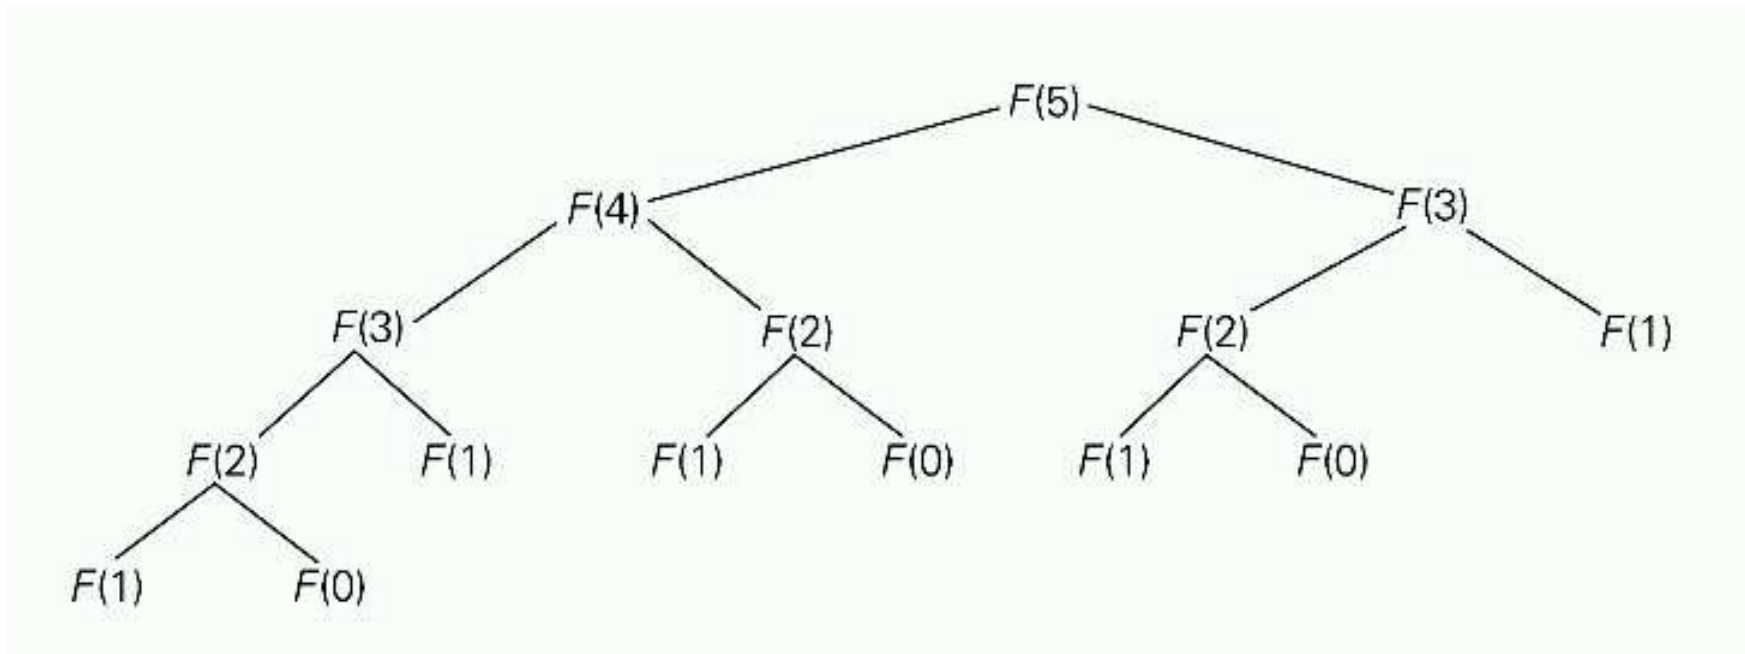 F(5)
F(4) F(3)
F(3) F(2) F(2) F(1)
F(2) F(1) F(1) F(0) F(1) F(0)
F(1) F(0)